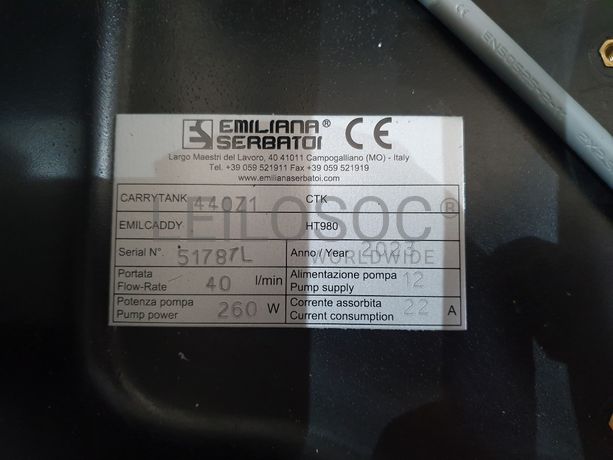 EMILIANA®
SERBATOI
CE
Largo Maestri del Lavoro, 40 41011 Campogalliano (MO) - Italy
Tel. +39 059 521911 Fax +39 059 521919
www.emilianaserbatoi.com
CARRYTANK 44071 CTK
EMILCADDY HT980
LEILOSOC®
WORLDWIDE
Serial N°. 51787L Anno / Year 2023
Portata
Flow-Rate 40 l/min
Alimentazione pompa
Pump supply 12
Potenza pompa
Pump power 260 W
Corrente assorbita
Current consumption 22 A